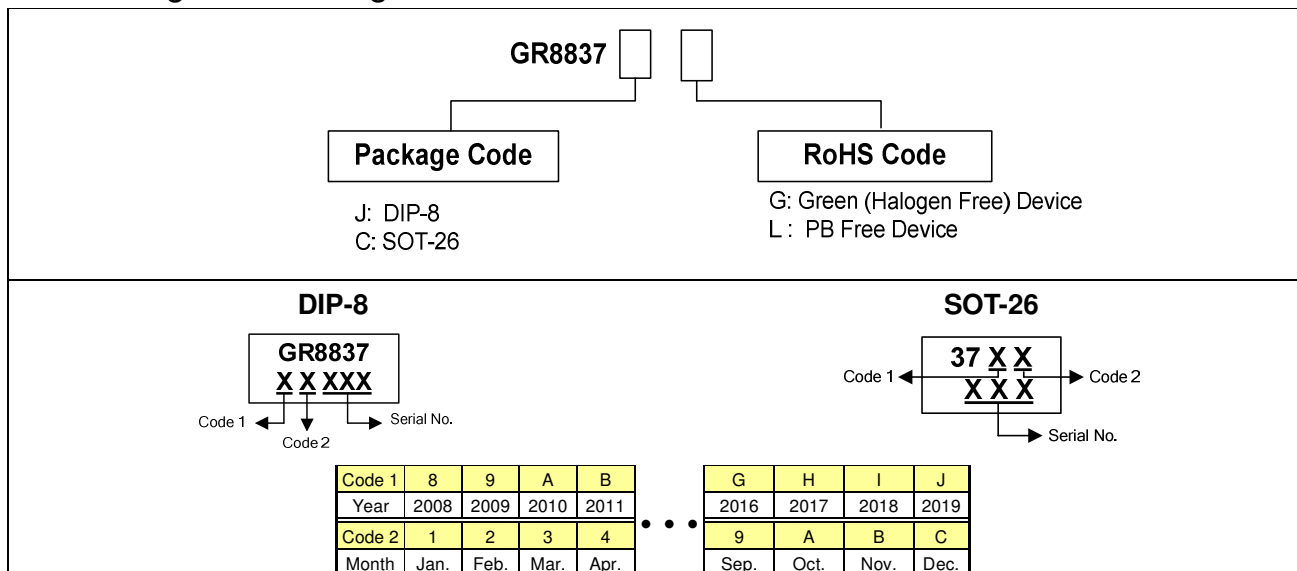 GR8837
Package Code
RoHS Code
J: DIP-8
C: SOT-26
G: Green (Halogen Free) Device
L : PB Free Device
DIP-8
GR8837
X X XXX
Code 1
Code 2
Serial No.
SOT-26
37 X X
X X X
Code 1
Code 2
Serial No.
Code 1 8 9 A B • • • G H I J
Year 2008 2009 2010 2011 2016 2017 2018 2019
Code 2 1 2 3 4 9 A B C
Month Jan. Feb. Mar. Apr. Sep. Oct. Nov. Dec.